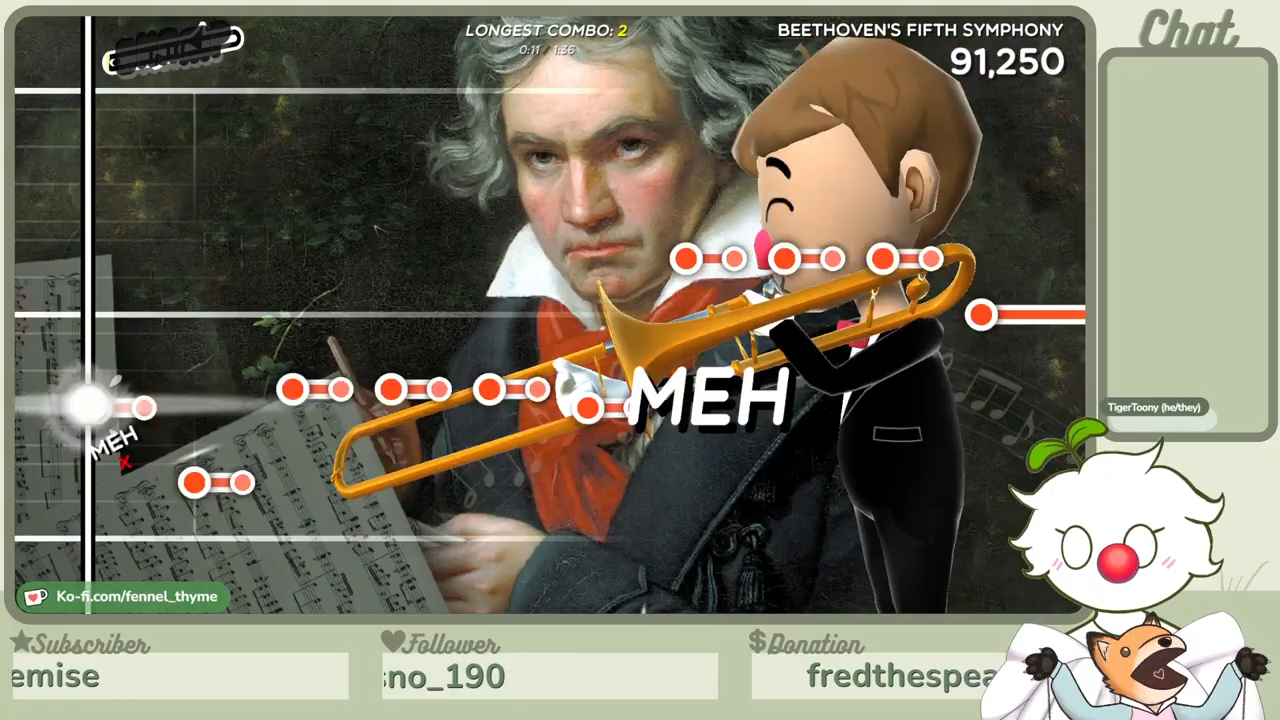 LONGEST COMBO: 2
0:11 / 1:36
BEETHOVEN'S FIFTH SYMPHONY
91,250
Chat
MEH
MEH
x
TigerToony (he/they)
Ko-fi.com/fennel_thyme
Subscriber
emise
Follower
sno_190
Donation
fredthespea